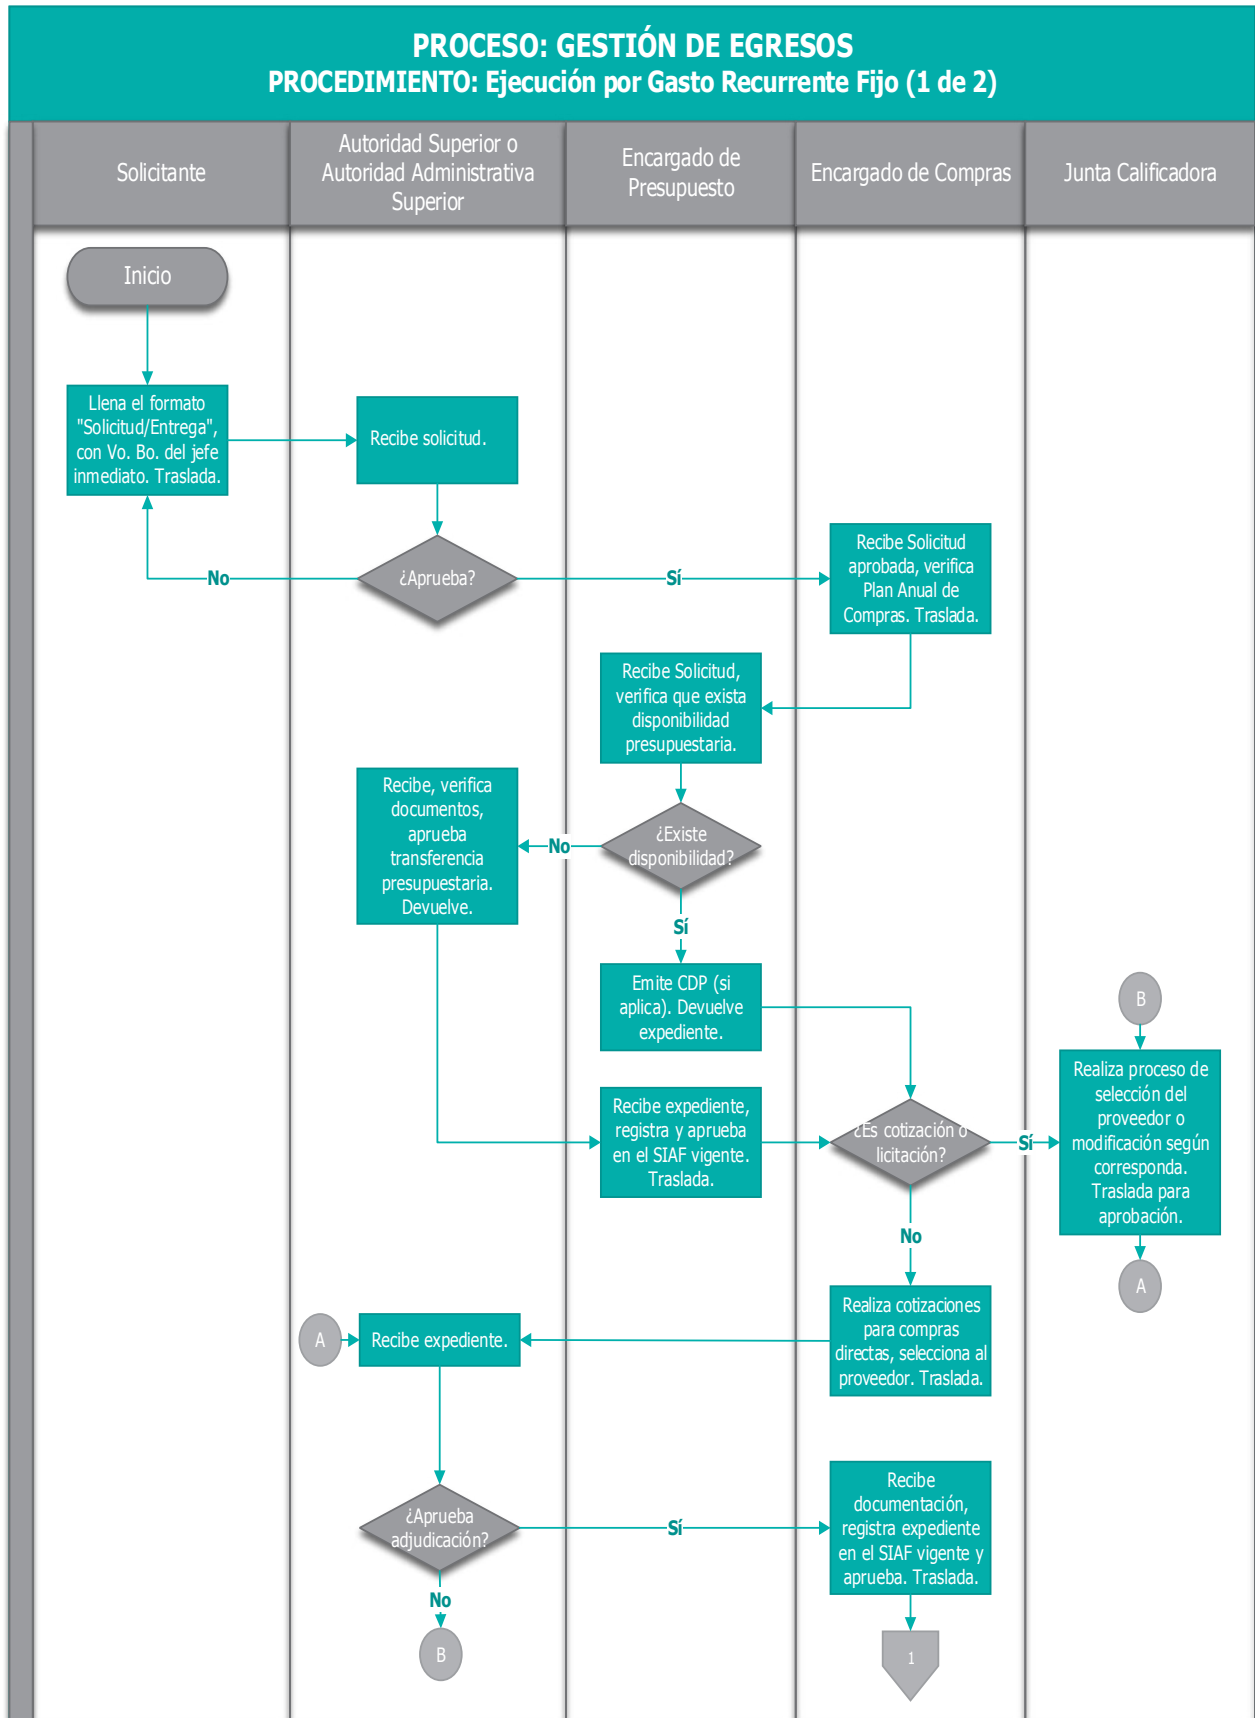 PROCESO: GESTIÓN DE EGRESOS
PROCEDIMIENTO: Ejecución por Gasto Recurrente Fijo (1 de 2)
Solicitante
Autoridad Superior o
Autoridad Administrativa
Superior
Encargado de
Presupuesto
Encargado de Compras
Junta Calificadora
Inicio
Llena el formato
"Solicitud/Entrega",
con Vo. Bo. del jefe
inmediato. Traslada.
Recibe solicitud.
¿Aprueba?
No
Sí
Recibe Solicitud
aprobada, verifica
Plan Anual de
Compras. Traslada.
Recibe Solicitud,
verifica que exista
disponibilidad
presupuestaria.
¿Existe
disponibilidad?
No
Recibe, verifica
documentos,
aprueba
transferencia
presupuestaria.
Devuelve.
Sí
Emite CDP (si
aplica). Devuelve
expediente.
Recibe expediente,
registra y aprueba
en el SIAF vigente.
Traslada.
¿Es cotización o
licitación?
Sí
B
Realiza proceso de
selección del
proveedor o
modificación según
corresponda.
Traslada para
aprobación.
A
No
Realiza cotizaciones
para compras
directas, selecciona al
proveedor. Traslada.
A
Recibe expediente.
¿Aprueba
adjudicación?
Sí
Recibe
documentación,
registra expediente
en el SIAF vigente y
aprueba. Traslada.
No
B
1